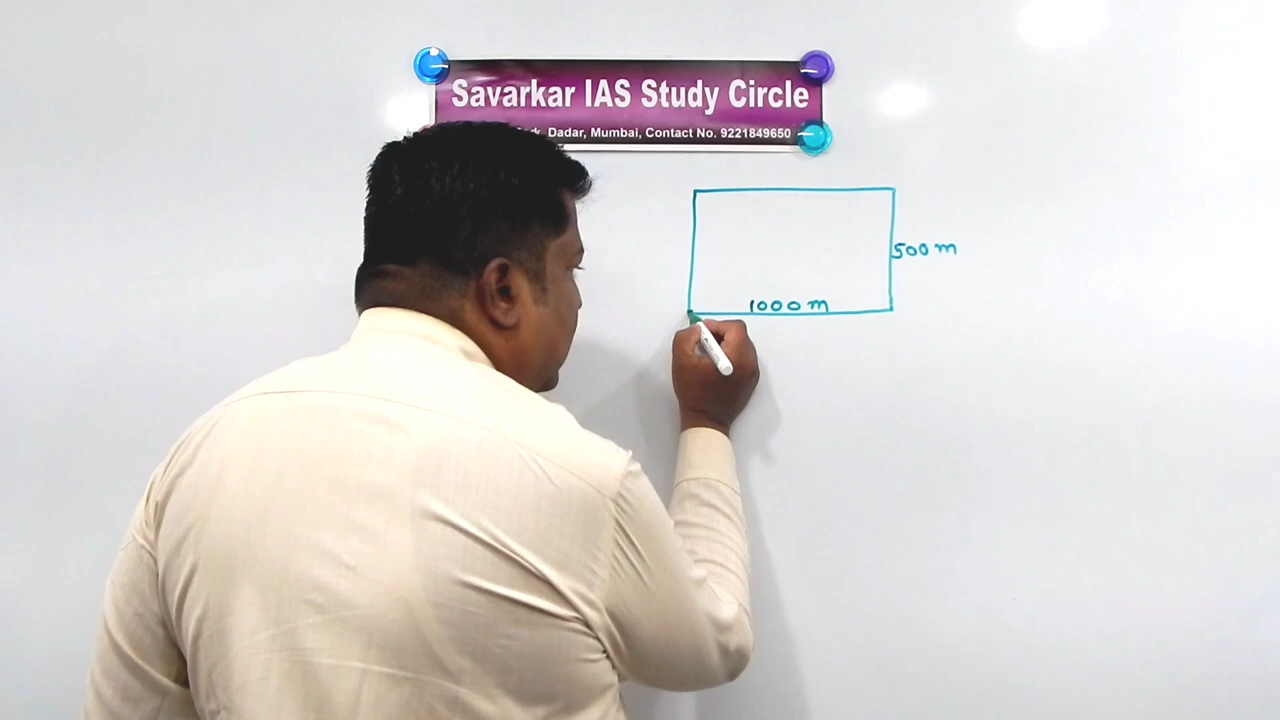 Savarkar IAS Study Circle
Dadar, Mumbai, Contact No. 9221849650
500 m
1000 m